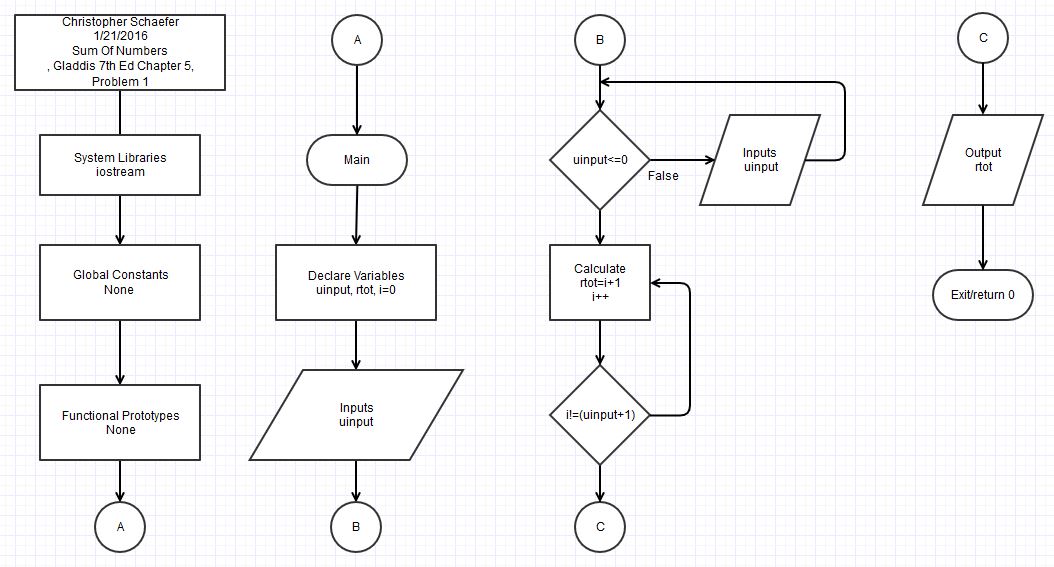 Christopher Schaefer
1/21/2016
Sum Of Numbers
, Gladdis 7th Ed Chapter 5,
Problem 1
System Libraries
iostream
Global Constants
None
Functional Prototypes
None
A
A
Main
Declare Variables
uinput, rtot, i=0
Inputs
uinput
B
B
uinput<=0
False
Inputs
uinput
Calculate
rtot=i+1
i++
i!=(uinput+1)
C
C
Output
rtot
Exit/return 0